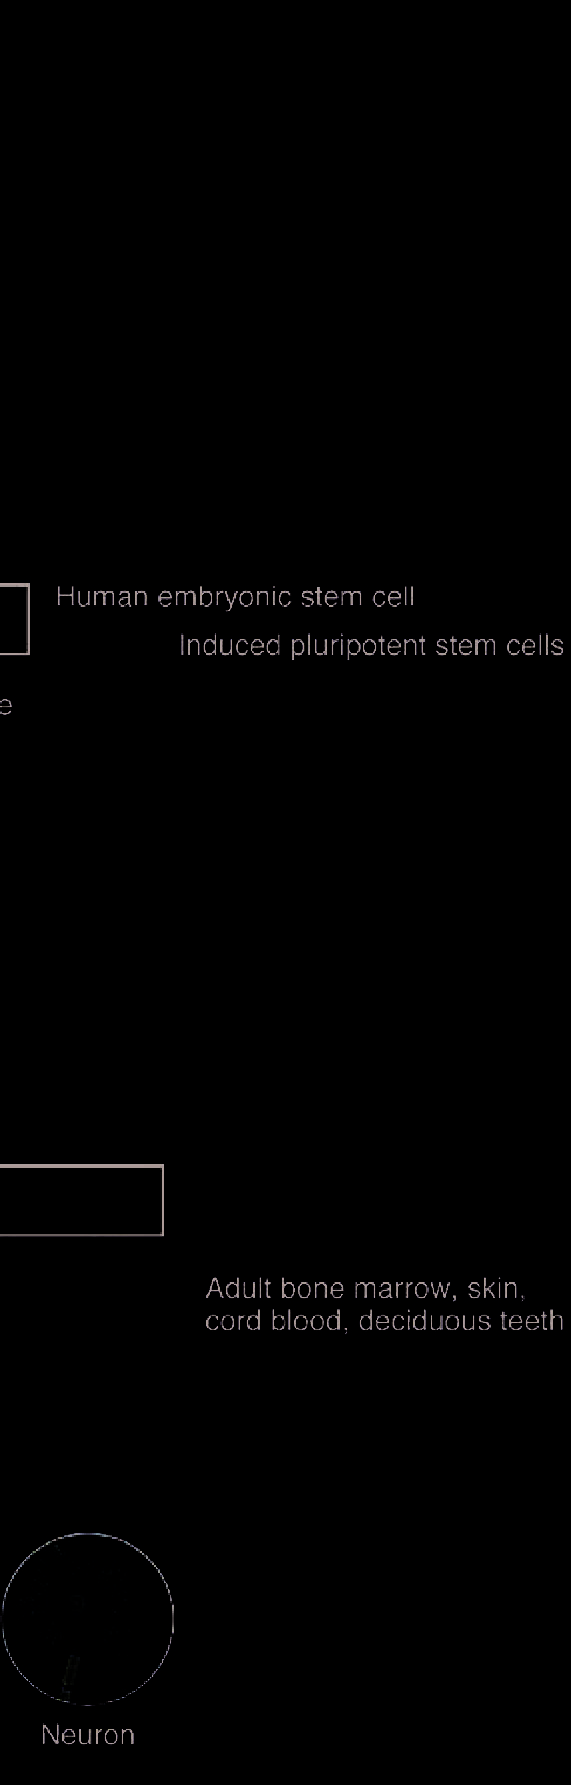 Human embryonic stem cell
Induced pluripotent stem cells
e
Adult bone marrow, skin,
cord blood, deciduous teeth
Neuron